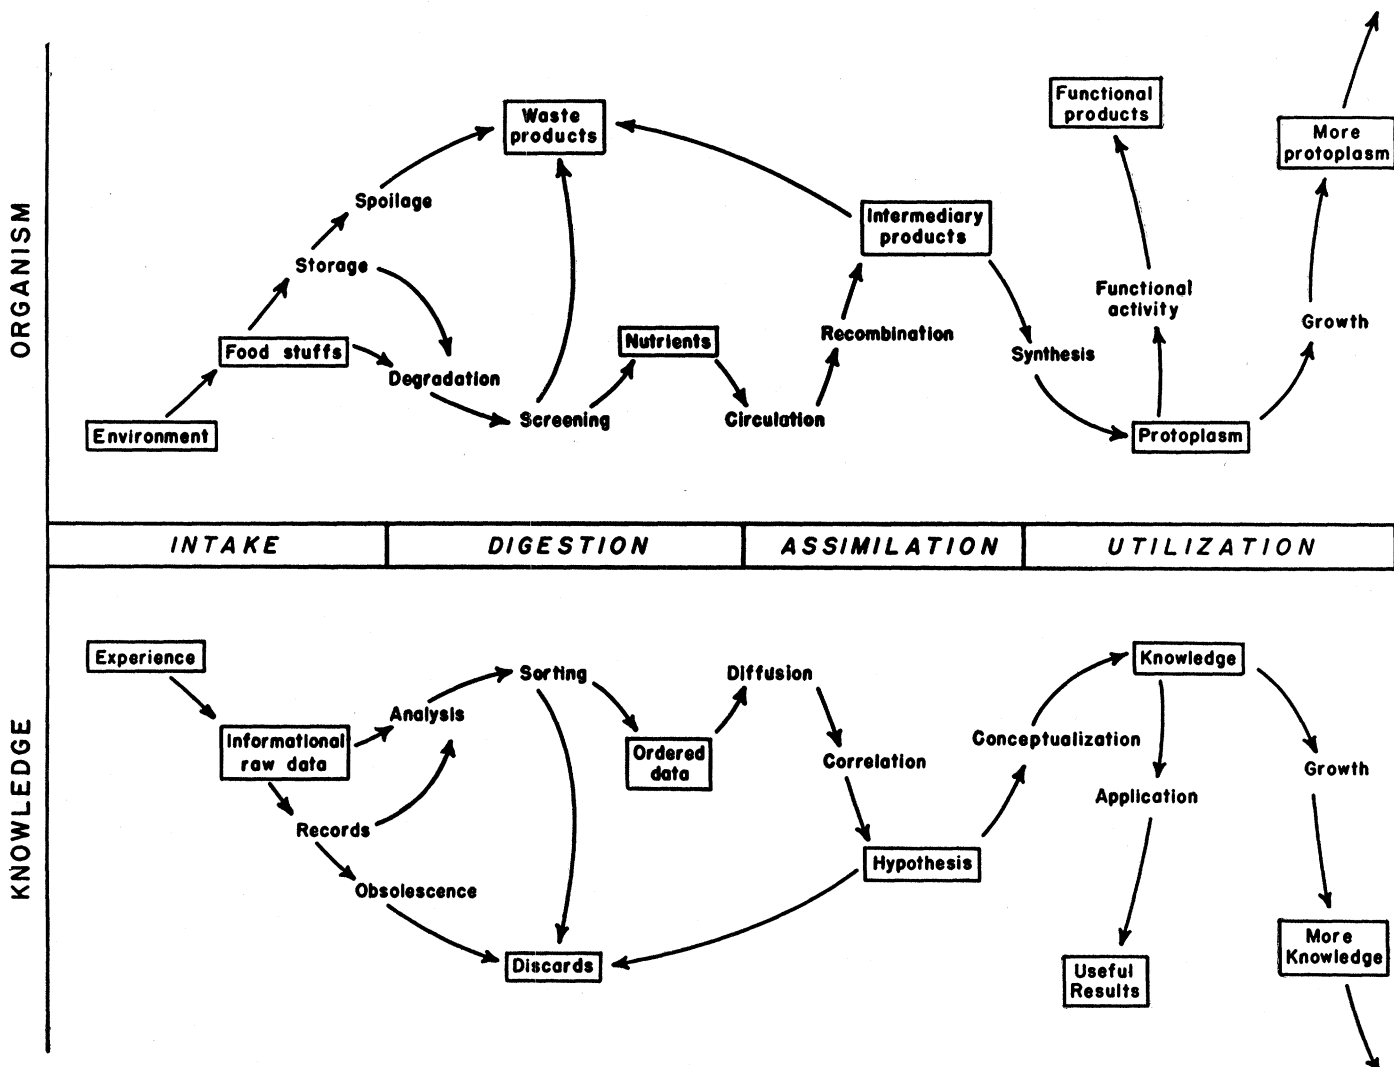 ORGANISM
Waste
products
Functional
products
More
protoplasm
Spoilage
Intermediary
products
Storage
Functional
activity
Growth
Food stuffs
Nutrients
Recombination
Synthesis
Degradation
Environment
Screening
Circulation
Protoplasm
INTAKE
DIGESTION
ASSIMILATION
UTILIZATION
KNOWLEDGE
Experience
Sorting
Diffusion
Knowledge
Analysis
Informational
raw data
Ordered
data
Conceptualization
Correlation
Growth
Records
Application
Obsolescence
Hypothesis
Discards
Useful
Results
More
Knowledge